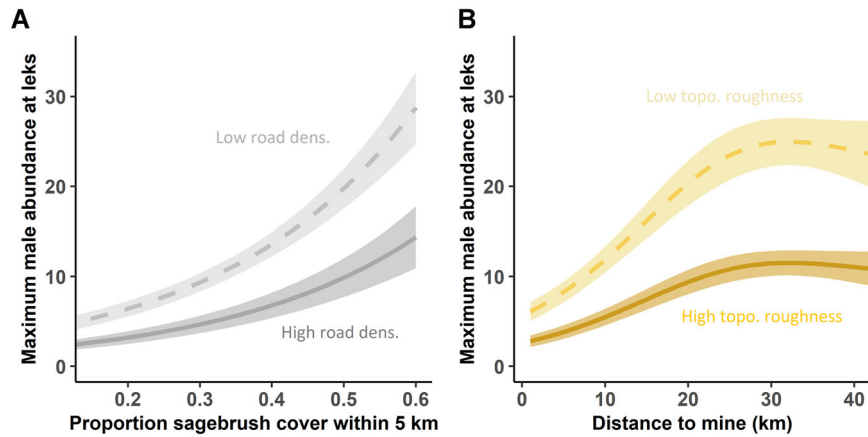 A
Maximum male abundance at leks
30
20
10
0
Low road dens.
High road dens.
0.2 0.3 0.4 0.5 0.6
Proportion sagebrush cover within 5 km
B
Maximum male abundance at leks
30
20
10
0
Low topo. roughness
High topo. roughness
0 10 20 30 40
Distance to mine (km)